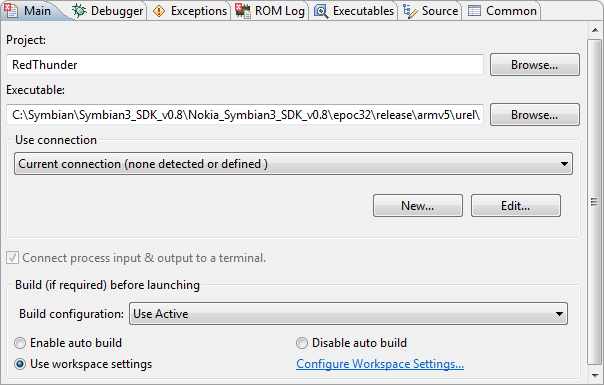 Main Debugger Exceptions ROM Log Executables Source Common
Project:
RedThunder
Browse...
Executable:
C:\Symbian\Symbian3_SDK_v0.8\Nokia_Symbian3_SDK_v0.8\epoc32\release\armv5\urel\
Browse...
Use connection
Current connection (none detected or defined )
New... Edit...
Connect process input & output to a terminal.
Build (if required) before launching
Build configuration: Use Active
Enable auto build Disable auto build
Use workspace settings Configure Workspace Settings...